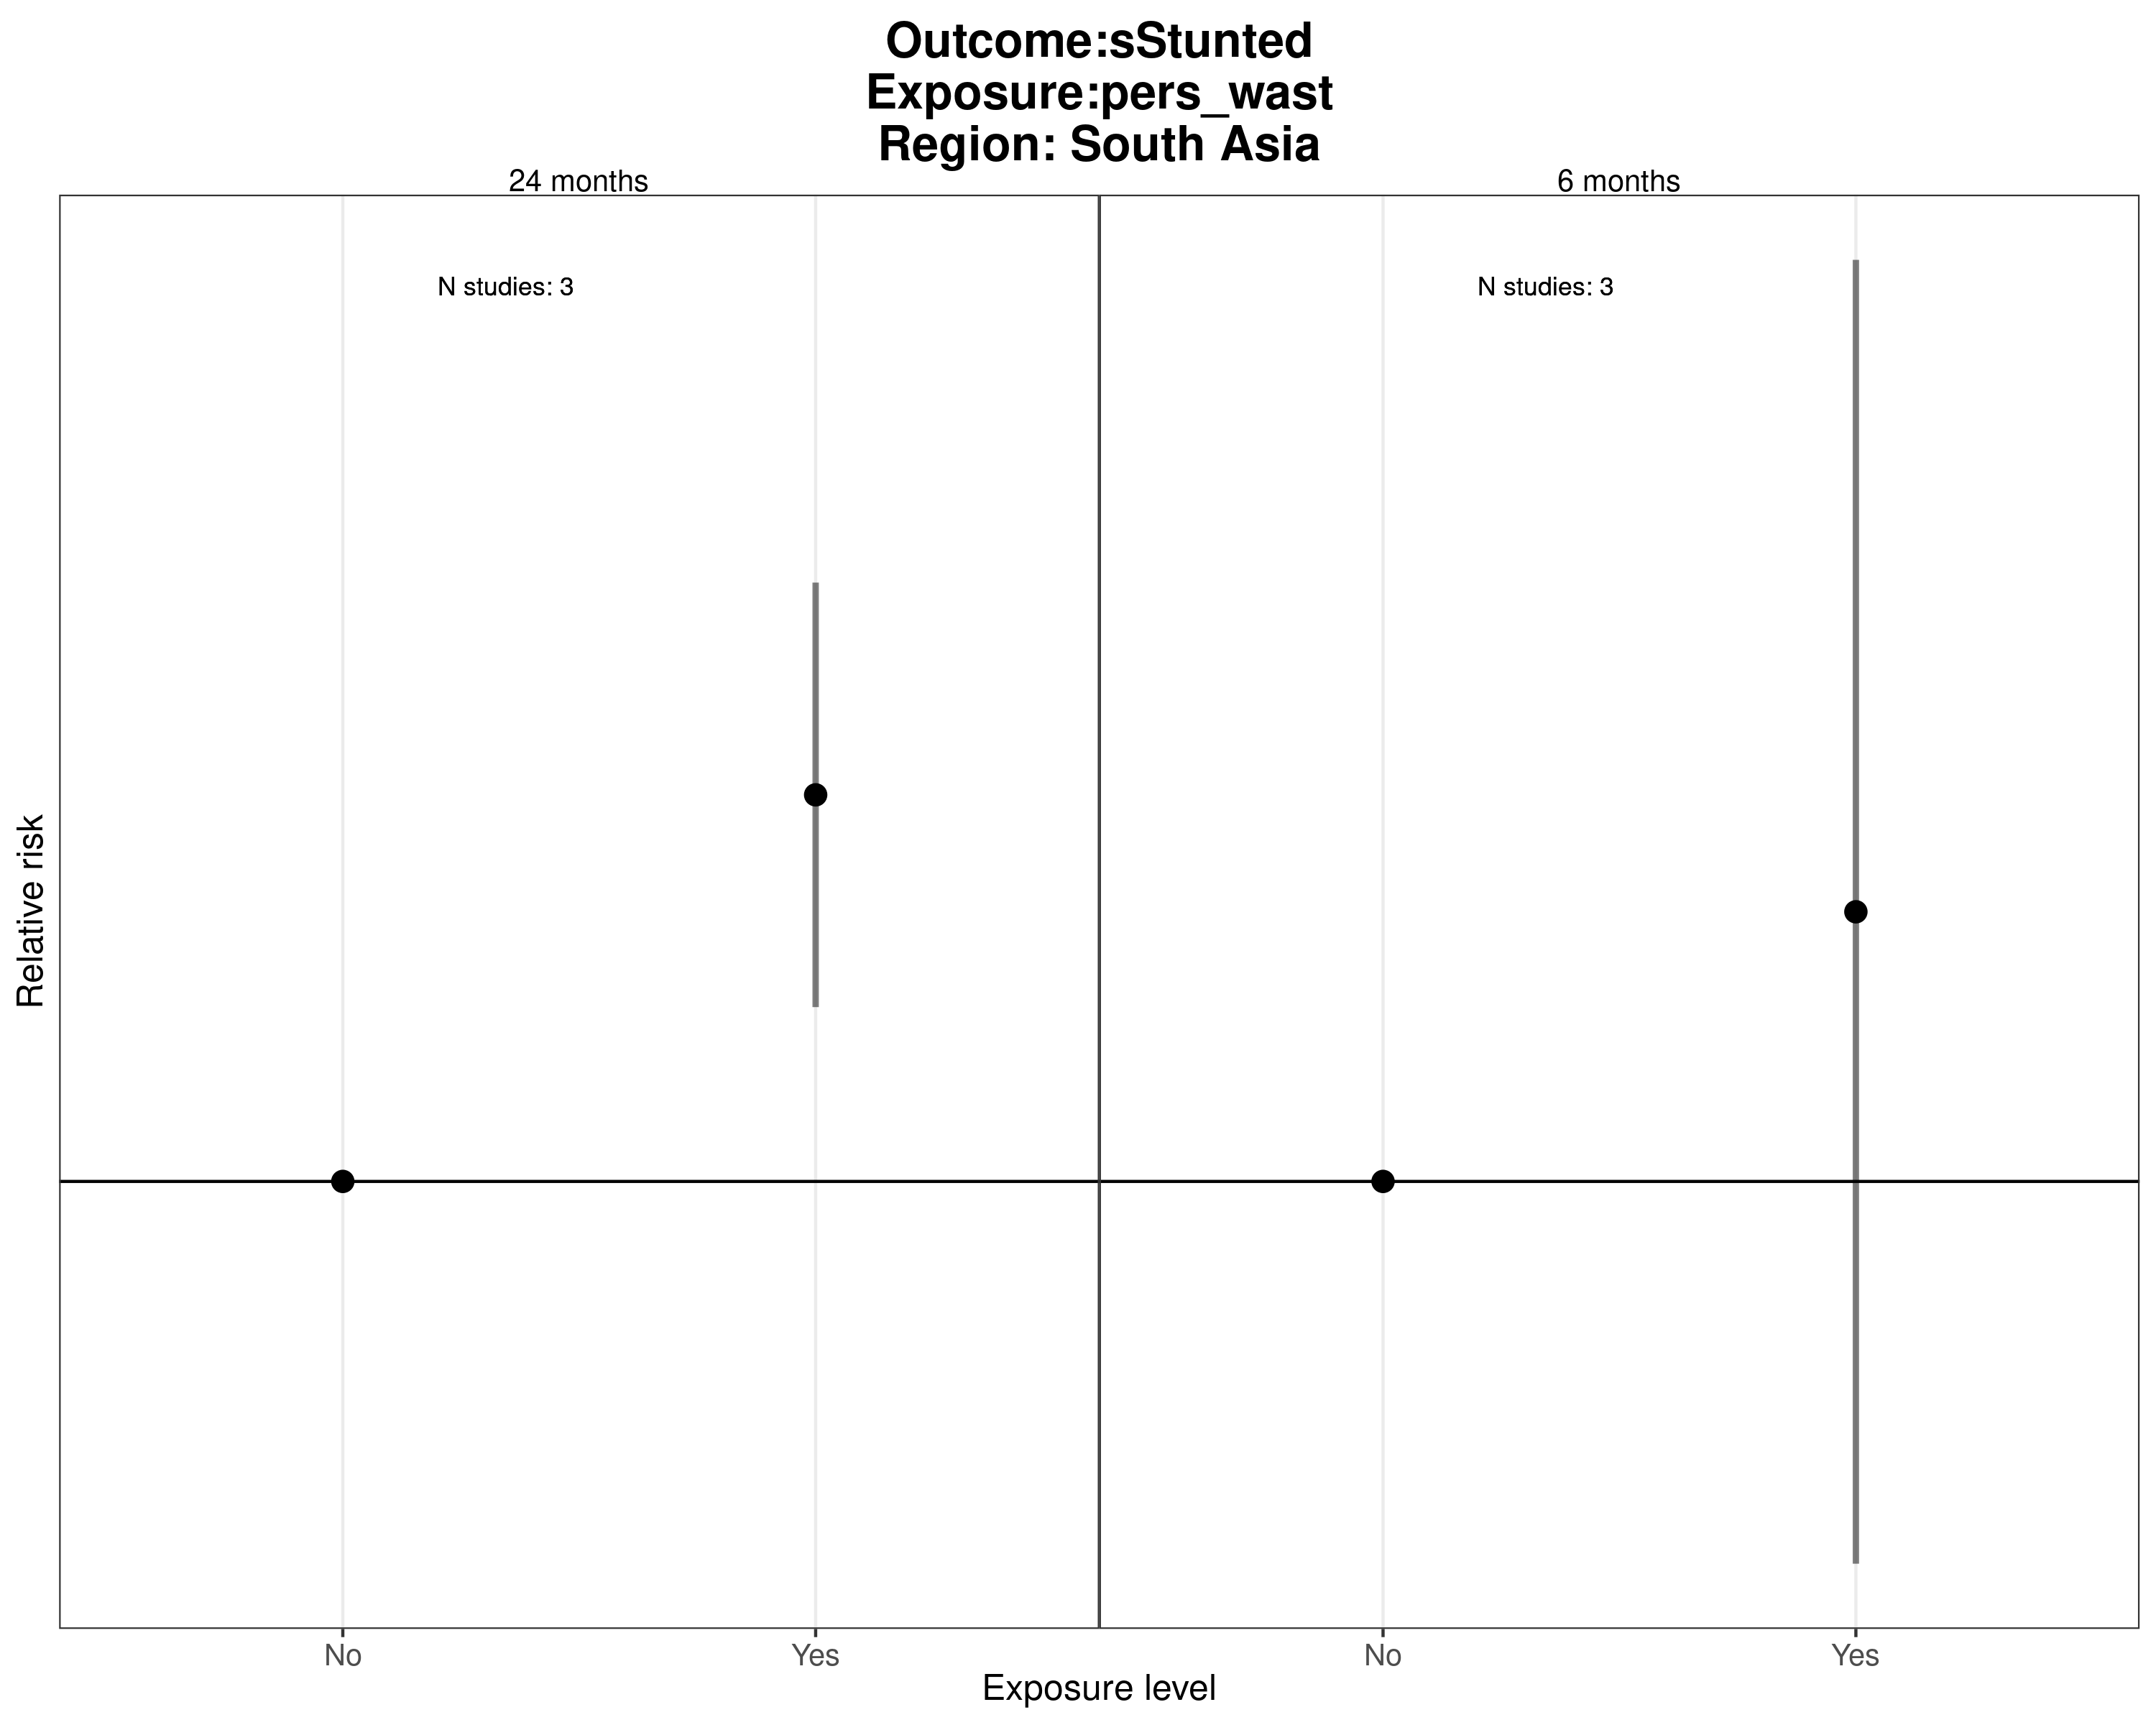 Outcome:sStunted
Exposure:pers_wast
Region: South Asia
24 months
6 months
N studies: 3
N studies: 3
Relative risk
No
Yes
No
Yes
Exposure level